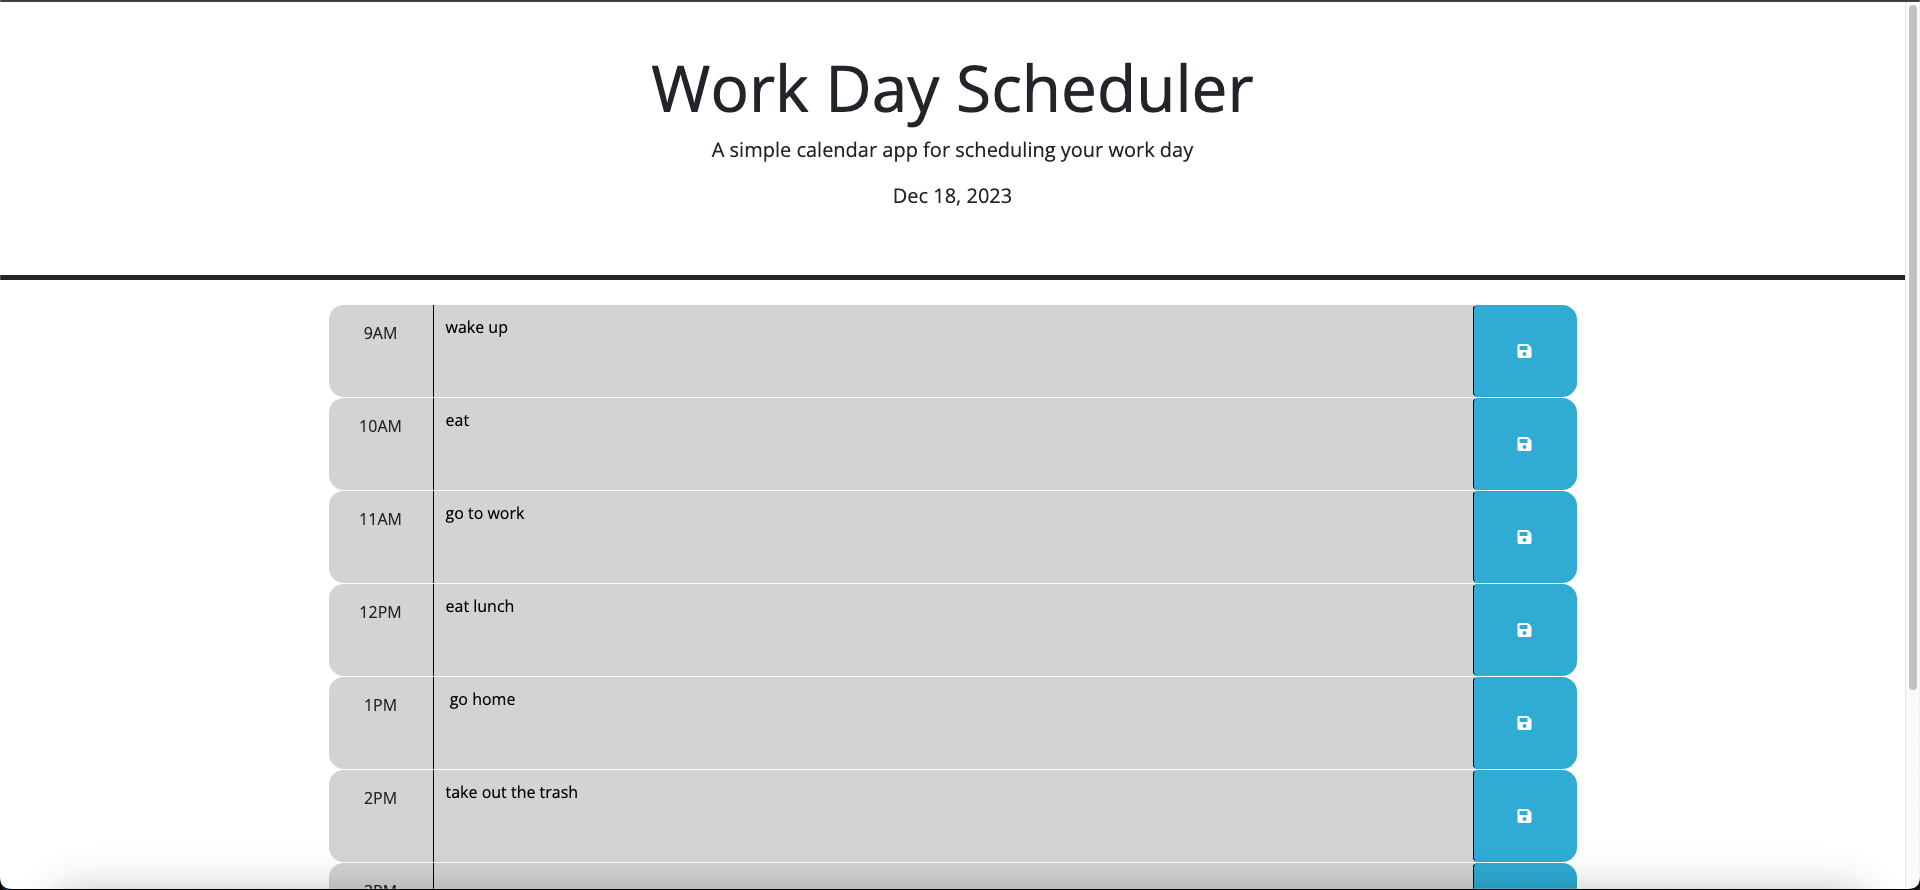 Work Day Scheduler
A simple calendar app for scheduling your work day
Dec 18, 2023
9AM
wake up
10AM
eat
11AM
go to work
12PM
eat lunch
1PM
go home
2PM
take out the trash